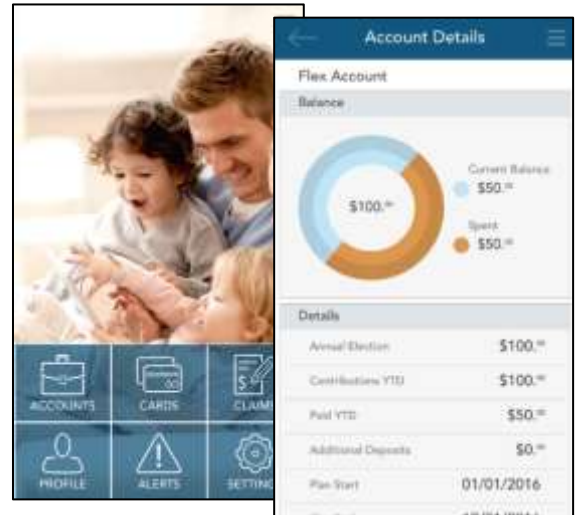 ACCOUNTS
CARDS
CLAIM
PROFILE
ALERTS
SETTING
Account Details
Flex Account
Balance
$100.00
Current Balance
$50.00
Spent
$50.00
Details
Annual Election $100.00
Contributions YTD $100.00
Paid YTD $50.00
Additional Deposits $0.00
Plan Start 01/01/2016